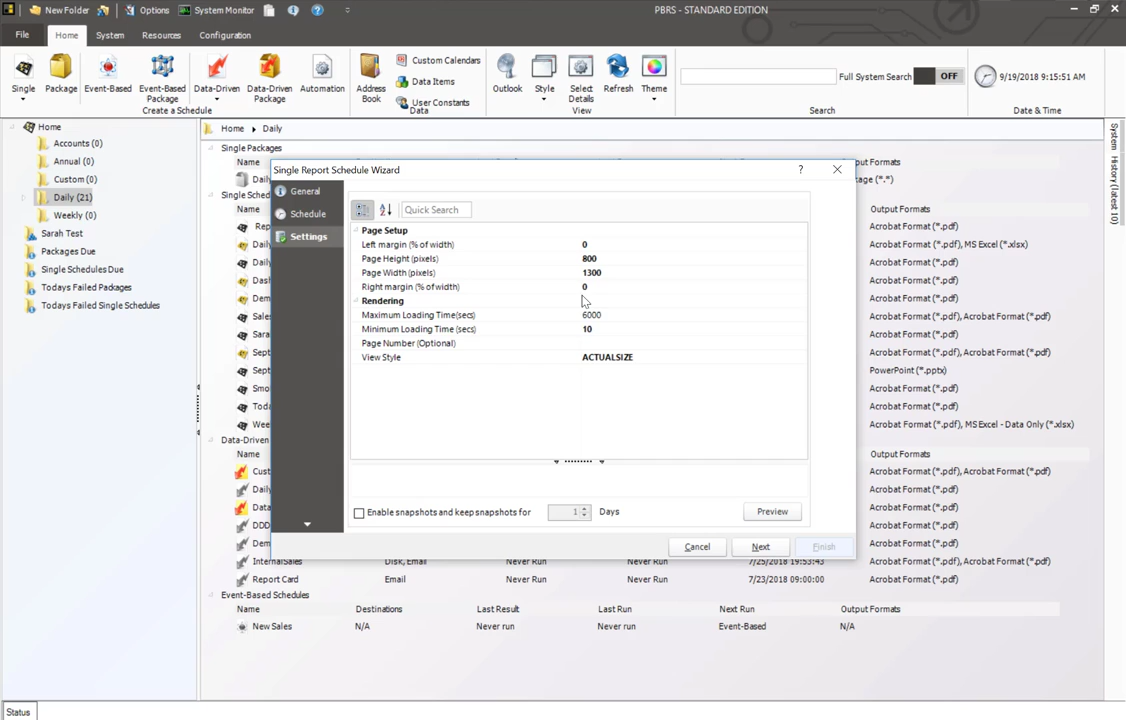 New Folder Options System Monitor PBRS - STANDARD EDITION
File Home System Resources Configuration
Single Package Event-Based Event-Based Package Data-Driven Data-Driven Package Automation
Create a Schedule
Address Book Custom Calendars
Data Items
User Constants
Data
Outlook Style Select Details Refresh Theme
View
Full System Search OFF
Search
9/19/2018 9:15:51 AM
Date & Time
Home
Accounts (0)
Annual (0)
Custom (0)
Daily (21)
Weekly (0)
Sarah Test
Packages Due
Single Schedules Due
Todays Failed Packages
Todays Failed Single Schedules
Home Daily
Single Packages
Name
Name
Single Report Schedule Wizard ?
General
Schedule
Settings
Quick Search
Page Setup
Left margin (% of width) 0
Page Height (pixels) 800
Page Width (pixels) 1300
Right margin (% of width) 0
Rendering
Maximum Loading Time(secs) 6000
Minimum Loading Time (secs) 10
Page Number (Optional)
View Style ACTUALSIZE
Enable snapshots and keep snapshots for 1 Days Preview
Cancel Next Finish
Output Formats
Acrobat Format (*.pdf)
Acrobat Format (*.pdf), MS Excel (*.xlsx)
Acrobat Format (*.pdf)
Acrobat Format (*.pdf)
Acrobat Format (*.pdf)
Acrobat Format (*.pdf), Acrobat Format (*.pdf)
Acrobat Format (*.pdf)
Acrobat Format (*.pdf), Acrobat Format (*.pdf)
PowerPoint (*.pptx)
Acrobat Format (*.pdf)
Acrobat Format (*.pdf)
Acrobat Format (*.pdf), MS Excel - Data Only (*.xlsx)
Name Output Formats
Acrobat Format (*.pdf), Acrobat Format (*.pdf)
Acrobat Format (*.pdf)
Acrobat Format (*.pdf), Acrobat Format (*.pdf)
Acrobat Format (*.pdf)
Acrobat Format (*.pdf)
InternalSales Disk, Email Never Run Never Run 7/25/2018 19:53:43 Acrobat Format (*.pdf)
Report Card Email Never Run Never Run 7/23/2018 09:00:00 Acrobat Format (*.pdf)
Event-Based Schedules
Name Destinations Last Result Last Run Next Run Output Formats
New Sales N/A Never run Never run Event-Based N/A
System History (latest 10)
Status